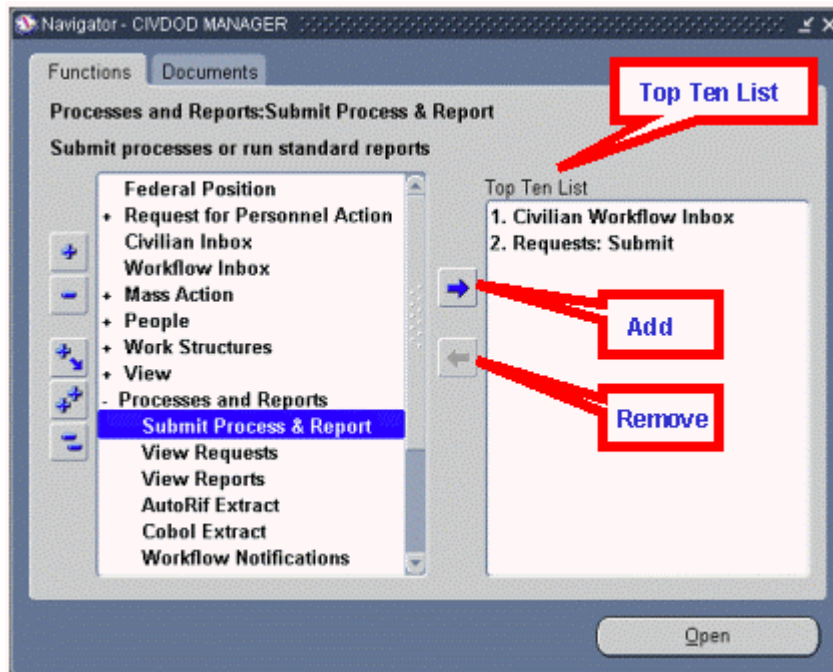 Navigator - CIVDOD MANAGER
Functions
Documents
Top Ten List
Processes and Reports:Submit Process & Report
Submit processes or run standard reports
Federal Position
+ Request for Personnel Action
Civilian Inbox
Workflow Inbox
+ Mass Action
+ People
+ Work Structures
+ View
- Processes and Reports
Submit Process & Report
View Requests
View Reports
AutoRif Extract
Cobol Extract
Workflow Notifications
Top Ten List
1. Civilian Workflow Inbox
2. Requests: Submit
Add
Remove
Open